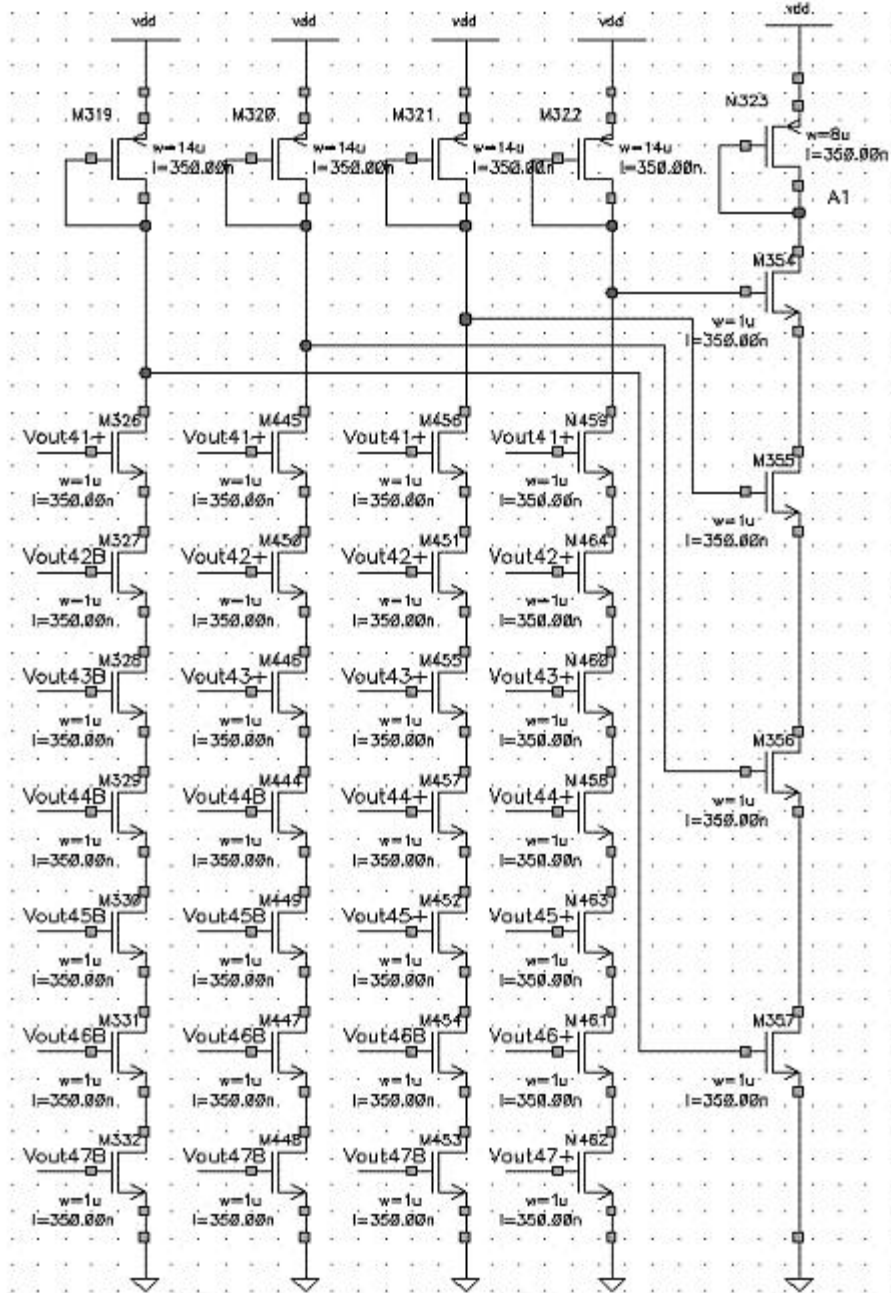 vdd vdd vdd vdd vdd
M319 M320 M321 M322 M323
w=14u w=14u w=14u w=14u w=8u
l=350.00n l=350.00n l=350.00n l=350.00n l=350.00n
A1
M354
w=1u
l=350.00n
M326 M445 M456 M459
Vout41+ Vout41+ Vout41+ Vout41+
w=1u w=1u w=1u w=1u
l=350.00n l=350.00n l=350.00n l=350.00n
M355
w=1u
l=350.00n
M327 M450 M451 M464
Vout42B Vout42+ Vout42+ Vout42+
w=1u w=1u w=1u w=1u
l=350.00n l=350.00n l=350.00n l=350.00n
M328 M446 M455 M460
Vout43B Vout43+ Vout43+ Vout43+
w=1u w=1u w=1u w=1u
l=350.00n l=350.00n l=350.00n l=350.00n
M356
w=1u
l=350.00n
M329 M444 M457 M458
Vout44B Vout44B Vout44+ Vout44+
w=1u w=1u w=1u w=1u
l=350.00n l=350.00n l=350.00n l=350.00n
M330 M449 M452 M463
Vout45B Vout45B Vout45+ Vout45+
w=1u w=1u w=1u w=1u
l=350.00n l=350.00n l=350.00n l=350.00n
M331 M447 M454 M461 M357
Vout46B Vout46B Vout46B Vout46+
w=1u w=1u w=1u w=1u w=1u
l=350.00n l=350.00n l=350.00n l=350.00n l=350.00n
M332 M448 M453 M462
Vout47B Vout47B Vout47B Vout47+
w=1u w=1u w=1u w=1u
l=350.00n l=350.00n l=350.00n l=350.00n